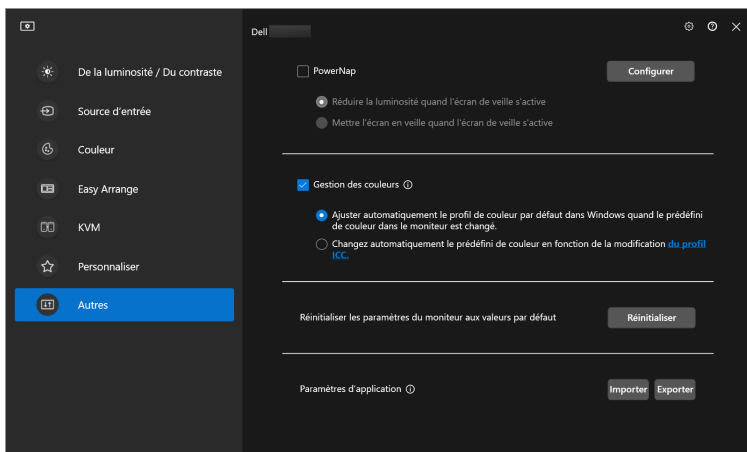 Dell
De la luminosité / Du contraste
Source d'entrée
Couleur
Easy Arrange
KVM
Personnaliser
Autres
PowerNap
Configurer
Réduire la luminosité quand l'écran de veille s'active
Mettre l'écran en veille quand l'écran de veille s'active
Gestion des couleurs
Ajuster automatiquement le profil de couleur par défaut dans Windows quand le prédéfini
de couleur dans le moniteur est changé.
Changez automatiquement le prédéfini de couleur en fonction de la modification du profil
ICC.
Réinitialiser les paramètres du moniteur aux valeurs par défaut
Réinitialiser
Paramètres d'application
Importer
Exporter